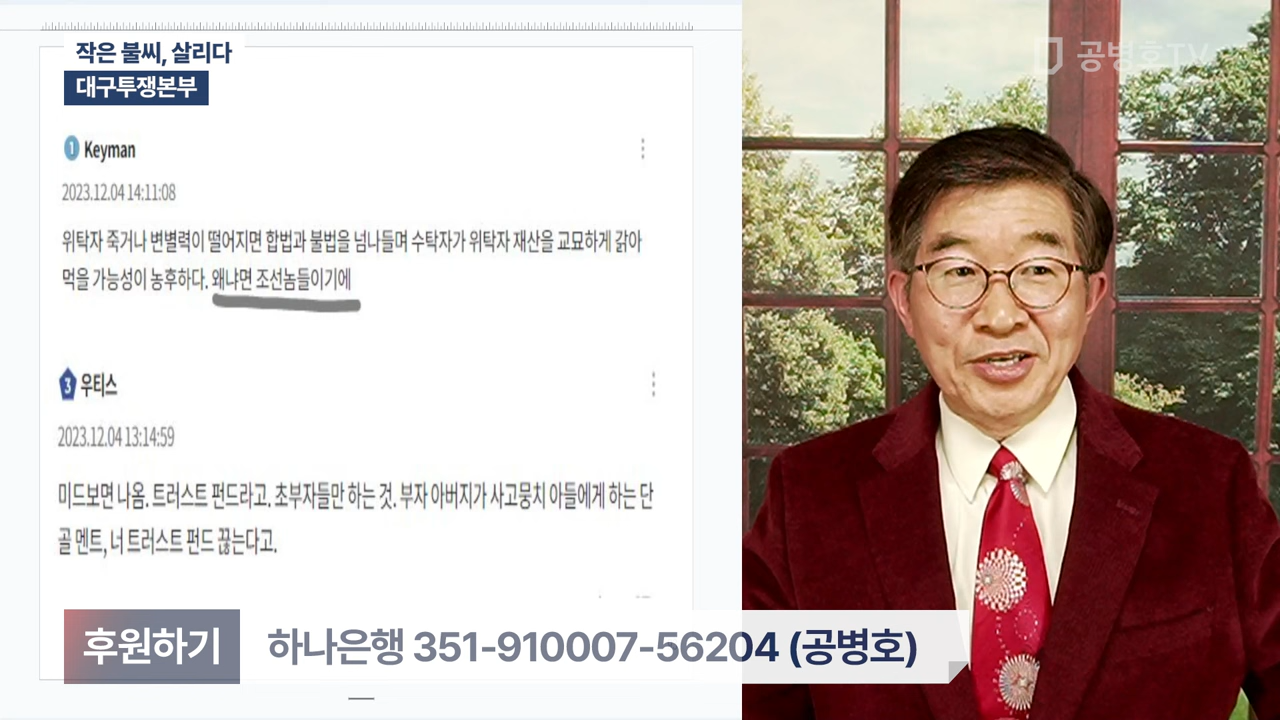 작은 불씨, 살리다
대구투쟁본부
공병호TV
1 Keyman
2023.12.04 14:11:08
위탁자 죽거나 변별력이 떨어지면 합법과 불법을 넘나들며 수탁자가 위탁자 재산을 교묘하게 갉아
먹을 가능성이 농후하다. 왜냐면 조선놈들이기에
3 우티스
2023.12.04 13:14:59
미드보면 나옴. 트러스트 펀드라고. 초부자들만 하는 것. 부자 아버지가 사고뭉치 아들에게 하는 단
골 멘트, 너 트러스트 펀드 끊는다고.
후원하기 하나은행 351-910007-56204 (공병호)